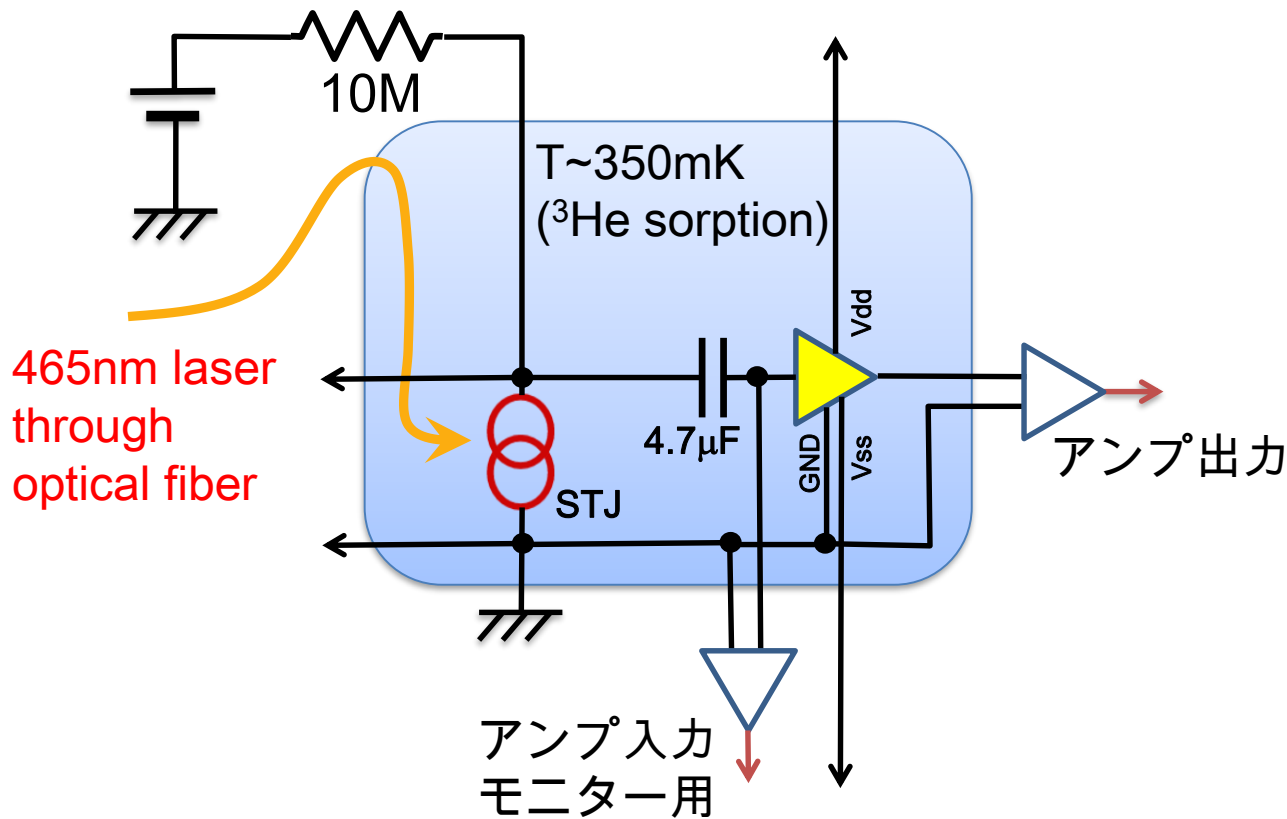 10M
T~350mK
(³He sorption)
465nm laser
through
optical fiber
Vdd
4.7μF
GND
Vss
STJ
アンプ出力
アンプ入力
モニター用